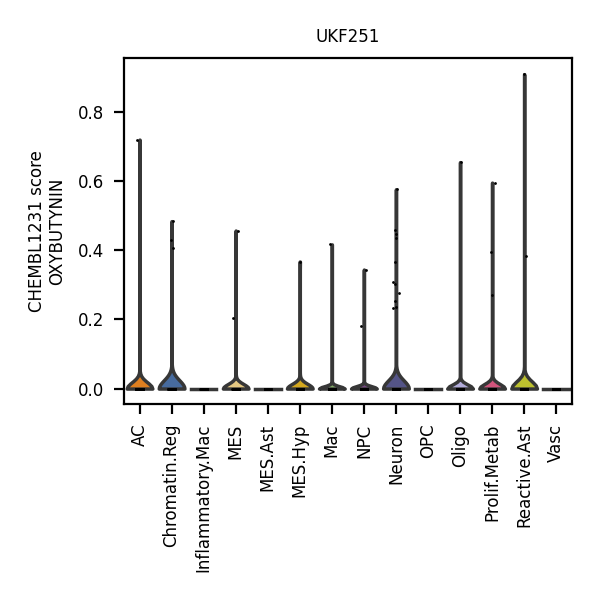 UKF251
CHEMBL1231 score
OXYBUTYNIN
0.8
0.6
0.4
0.2
0.0
AC
Chromatin.Reg
Inflammatory.Mac
MES
MES.Ast
MES.Hyp
Mac
NPC
Neuron
OPC
Oligo
Prolif.Metab
Reactive.Ast
Vasc